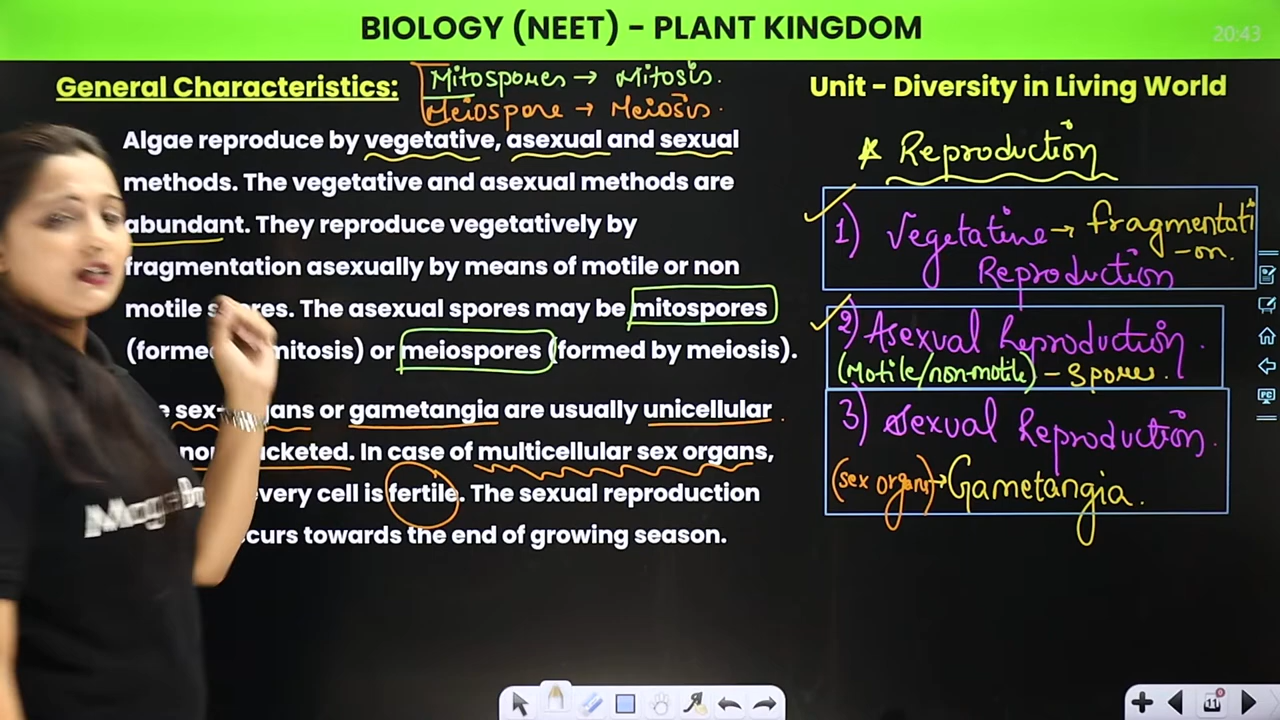 BIOLOGY (NEET) - PLANT KINGDOM
20:43
General Characteristics:
Mitospores → Mitosis.
Meiospore → Meiosis.
Algae reproduce by vegetative, asexual and sexual
methods. The vegetative and asexual methods are
abundant. They reproduce vegetatively by
fragmentation asexually by means of motile or non
motile spores. The asexual spores may be mitospores
(formed mitosis) or meiospores (formed by meiosis).
sex-organs or gametangia are usually unicellular
jacketed. In case of multicellular sex organs,
every cell is fertile. The sexual reproduction
towards the end of growing season.
Unit - Diversity in Living World
Reproduction
1) Vegetative → fragmentati
-on.
Reproduction
2) Asexual Reproduction.
(Motile/non-motile) - Spores.
3) Sexual Reproduction.
(sex organs) → Gametangia.
11